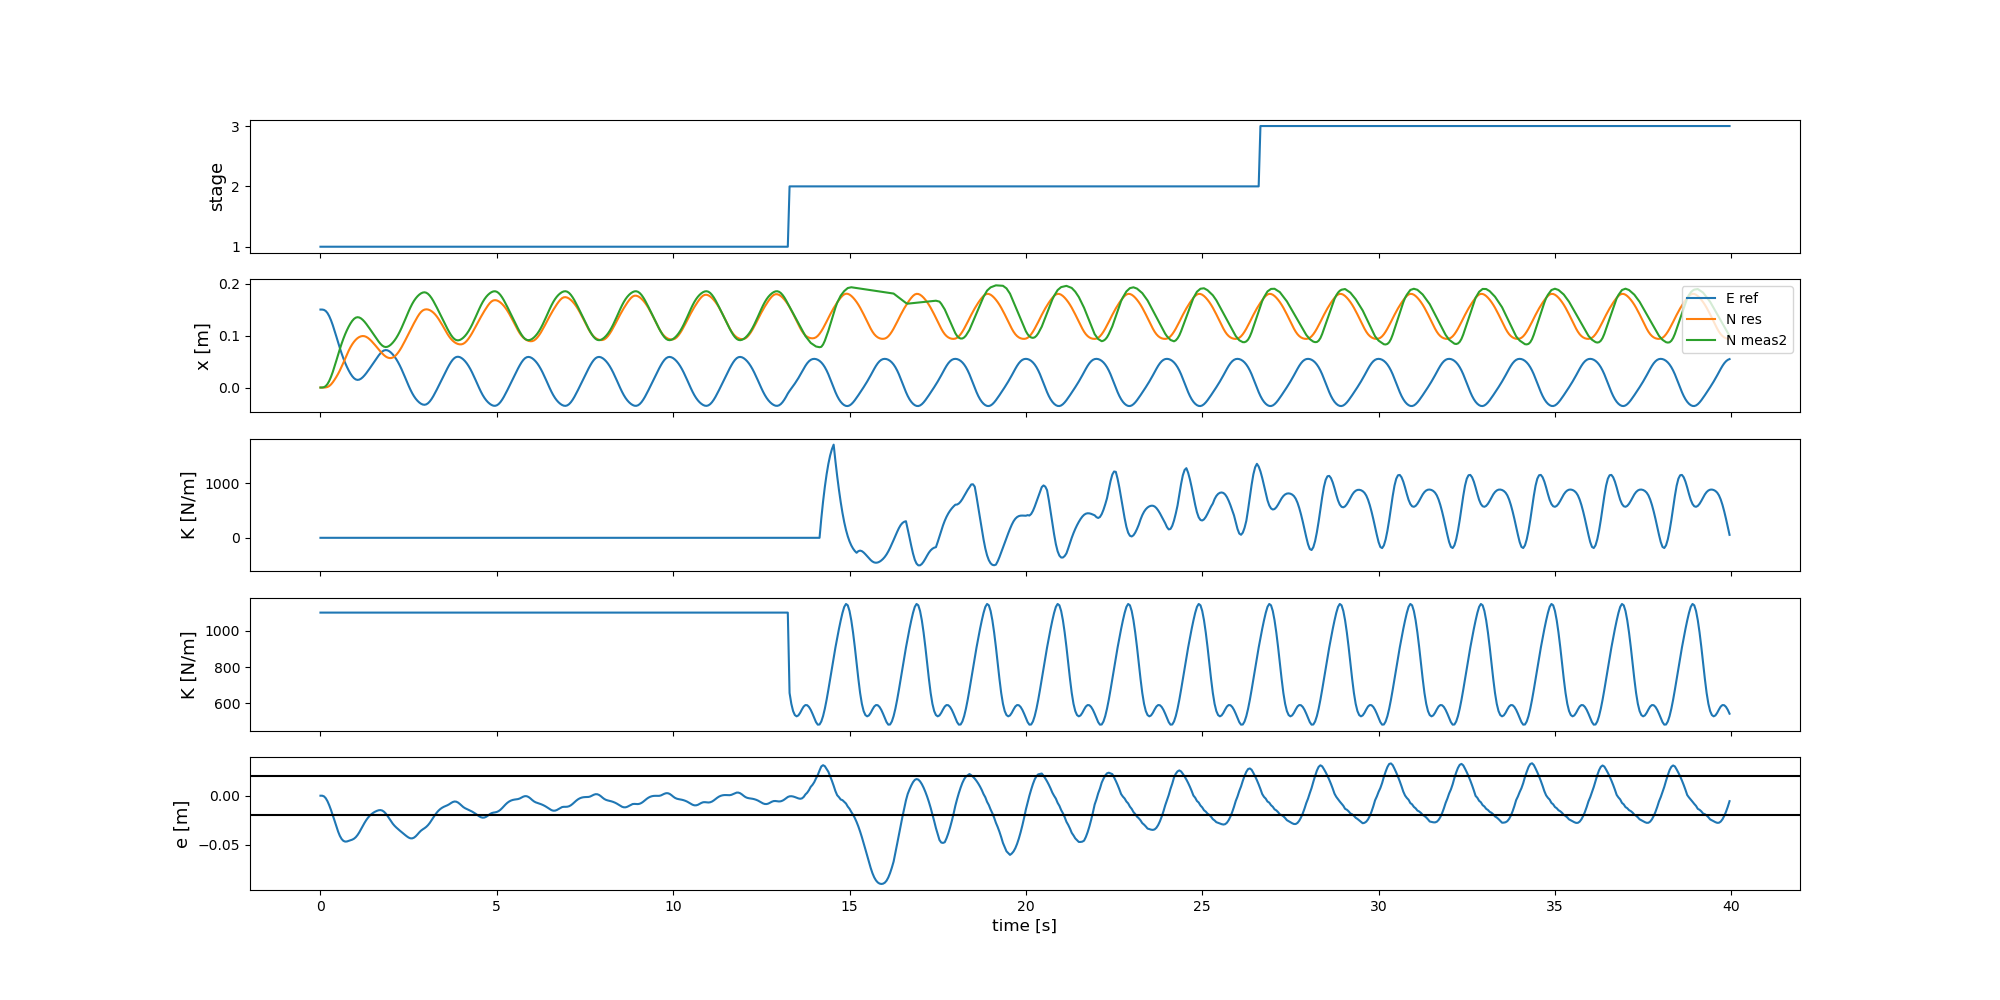 stage
3
2
1
x [m]
0.2
0.1
0.0
E ref
N res
N meas2
K [N/m]
1000
0
K [N/m]
1000
800
600
e [m]
0.00
−0.05
0 5 10 15 20 25 30 35 40
time [s]